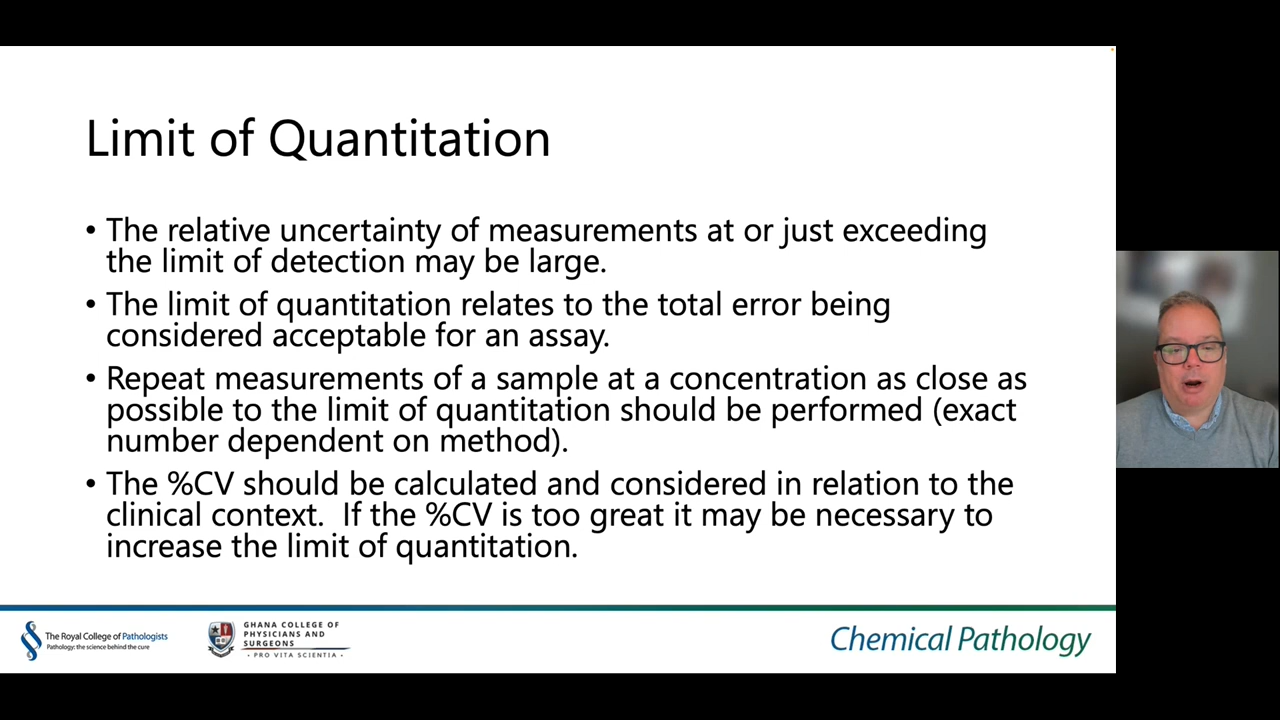 Limit of Quantitation
• The relative uncertainty of measurements at or just exceeding
the limit of detection may be large.
• The limit of quantitation relates to the total error being
considered acceptable for an assay.
• Repeat measurements of a sample at a concentration as close as
possible to the limit of quantitation should be performed (exact
number dependent on method).
• The %CV should be calculated and considered in relation to the
clinical context.  If the %CV is too great it may be necessary to
increase the limit of quantitation.
The Royal College of Pathologists
Pathology: the science behind the cure
GHANA COLLEGE OF
PHYSICIANS AND
SURGEONS
• PRO VITA SCIENTIA •
Chemical Pathology